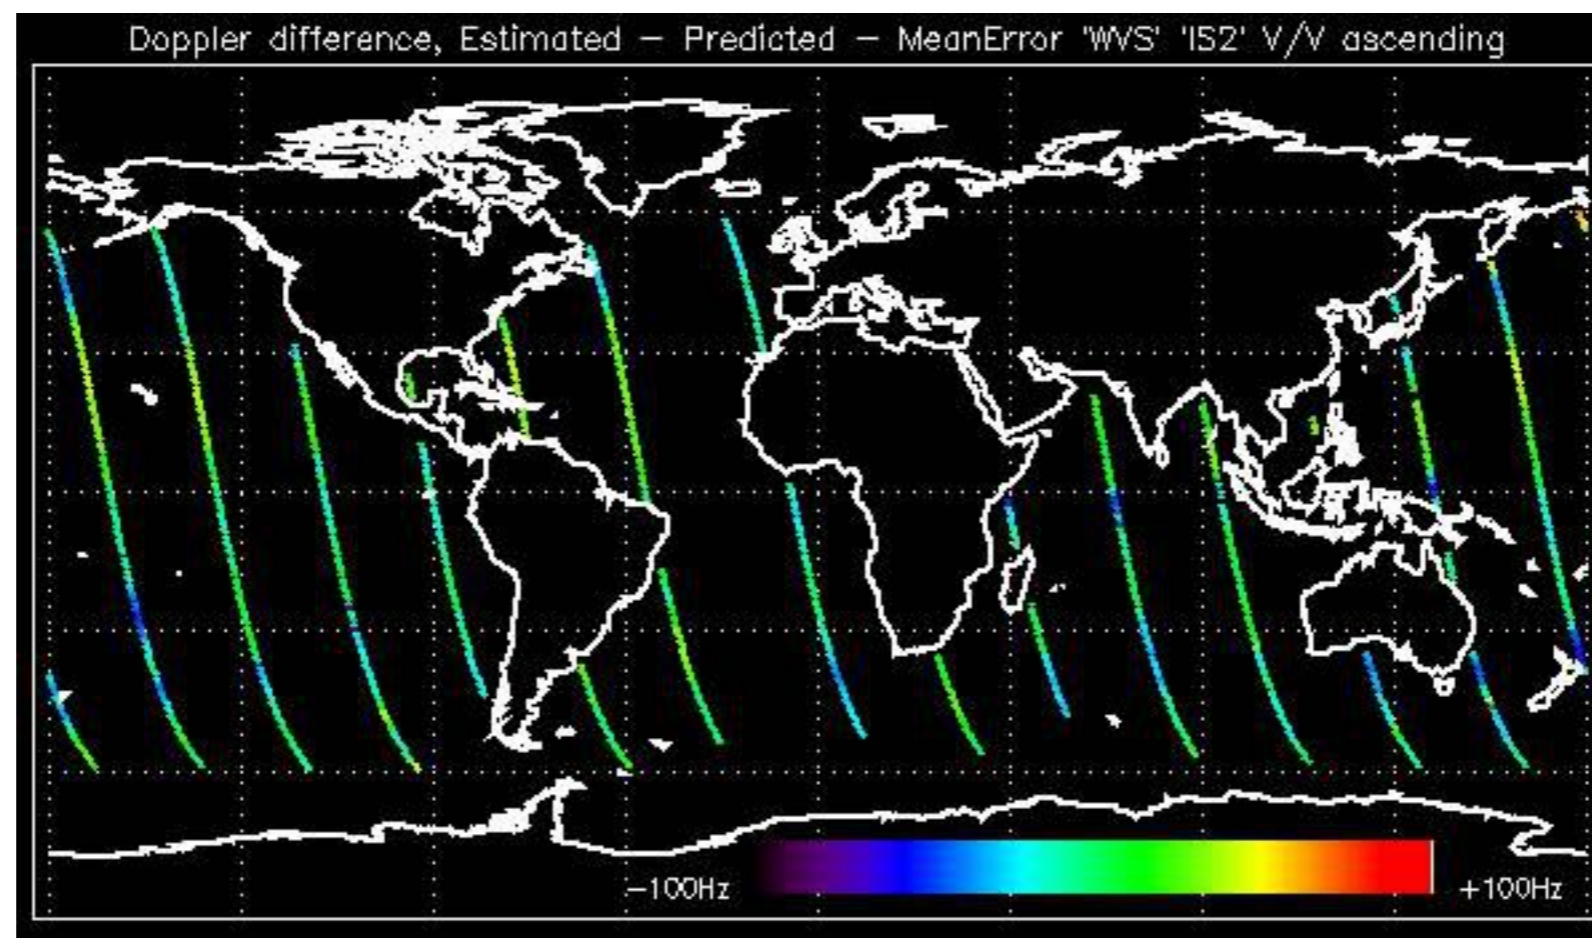 Doppler difference, Estimated − Predicted − MeanError 'WVS' 'IS2' V/V ascending
−100Hz +100Hz